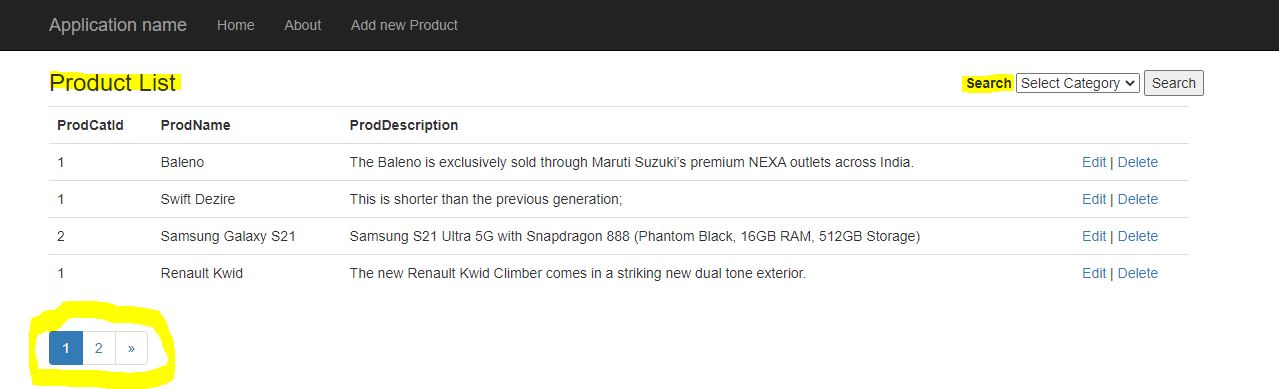 Application name Home About Add new Product
Product List Search Select Category Search
ProdCatId ProdName ProdDescription
1 Baleno The Baleno is exclusively sold through Maruti Suzuki’s premium NEXA outlets across India. Edit | Delete
1 Swift Dezire This is shorter than the previous generation; Edit | Delete
2 Samsung Galaxy S21 Samsung S21 Ultra 5G with Snapdragon 888 (Phantom Black, 16GB RAM, 512GB Storage) Edit | Delete
1 Renault Kwid The new Renault Kwid Climber comes in a striking new dual tone exterior. Edit | Delete
1 2 »